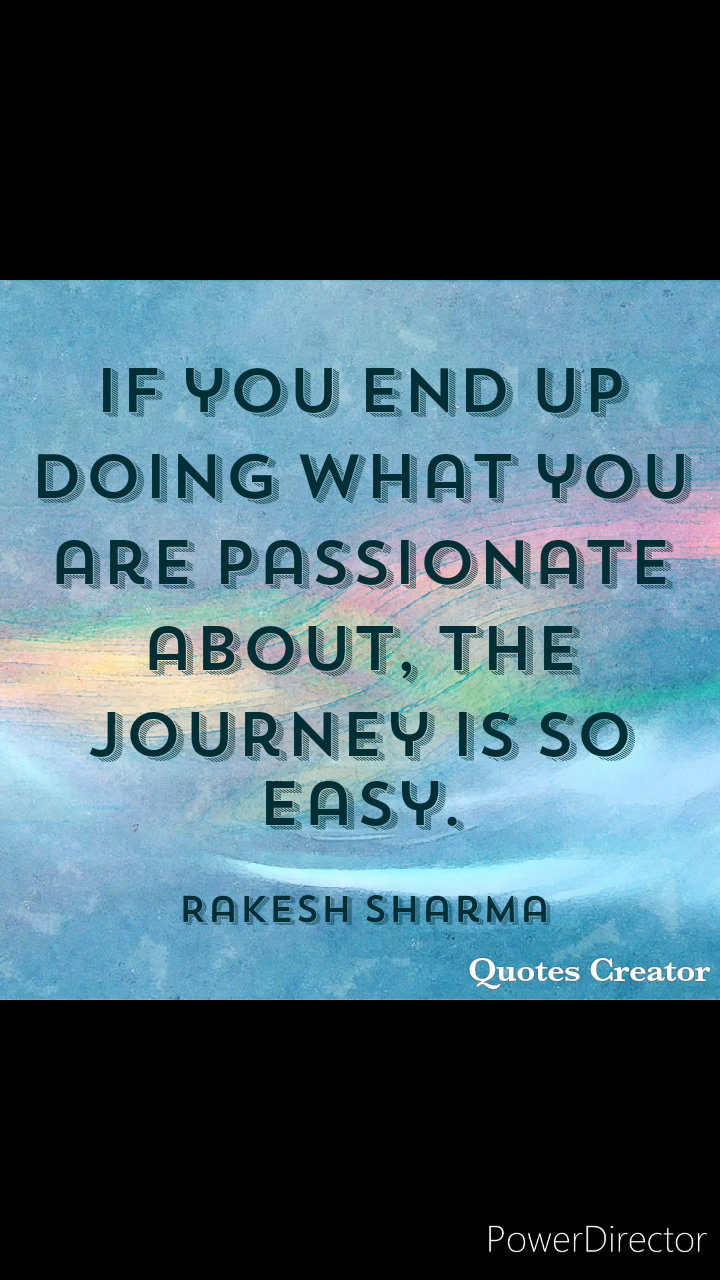 IF YOU END UP
DOING WHAT YOU
ARE PASSIONATE
ABOUT, THE
JOURNEY IS SO
EASY.
RAKESH SHARMA
Quotes Creator
PowerDirector